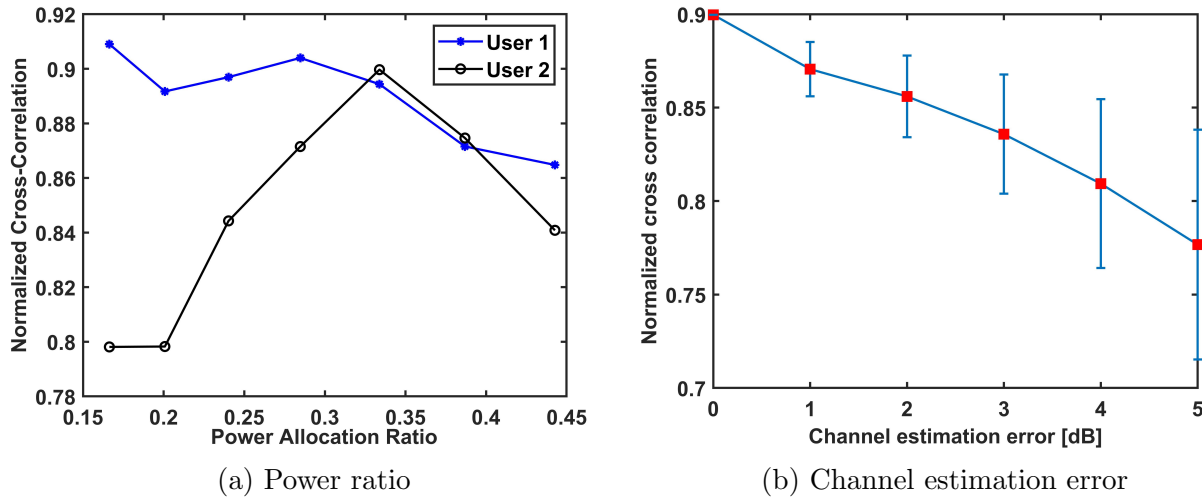 0.92
0.9
0.88
0.86
0.84
0.82
0.8
0.78
Normalized Cross-Correlation
User 1
User 2
0.15 0.2 0.25 0.3 0.35 0.4 0.45
Power Allocation Ratio
(a) Power ratio
0.9
0.85
0.8
0.75
0.7
Normalized cross correlation
0 1 2 3 4 5
Channel estimation error [dB]
(b) Channel estimation error